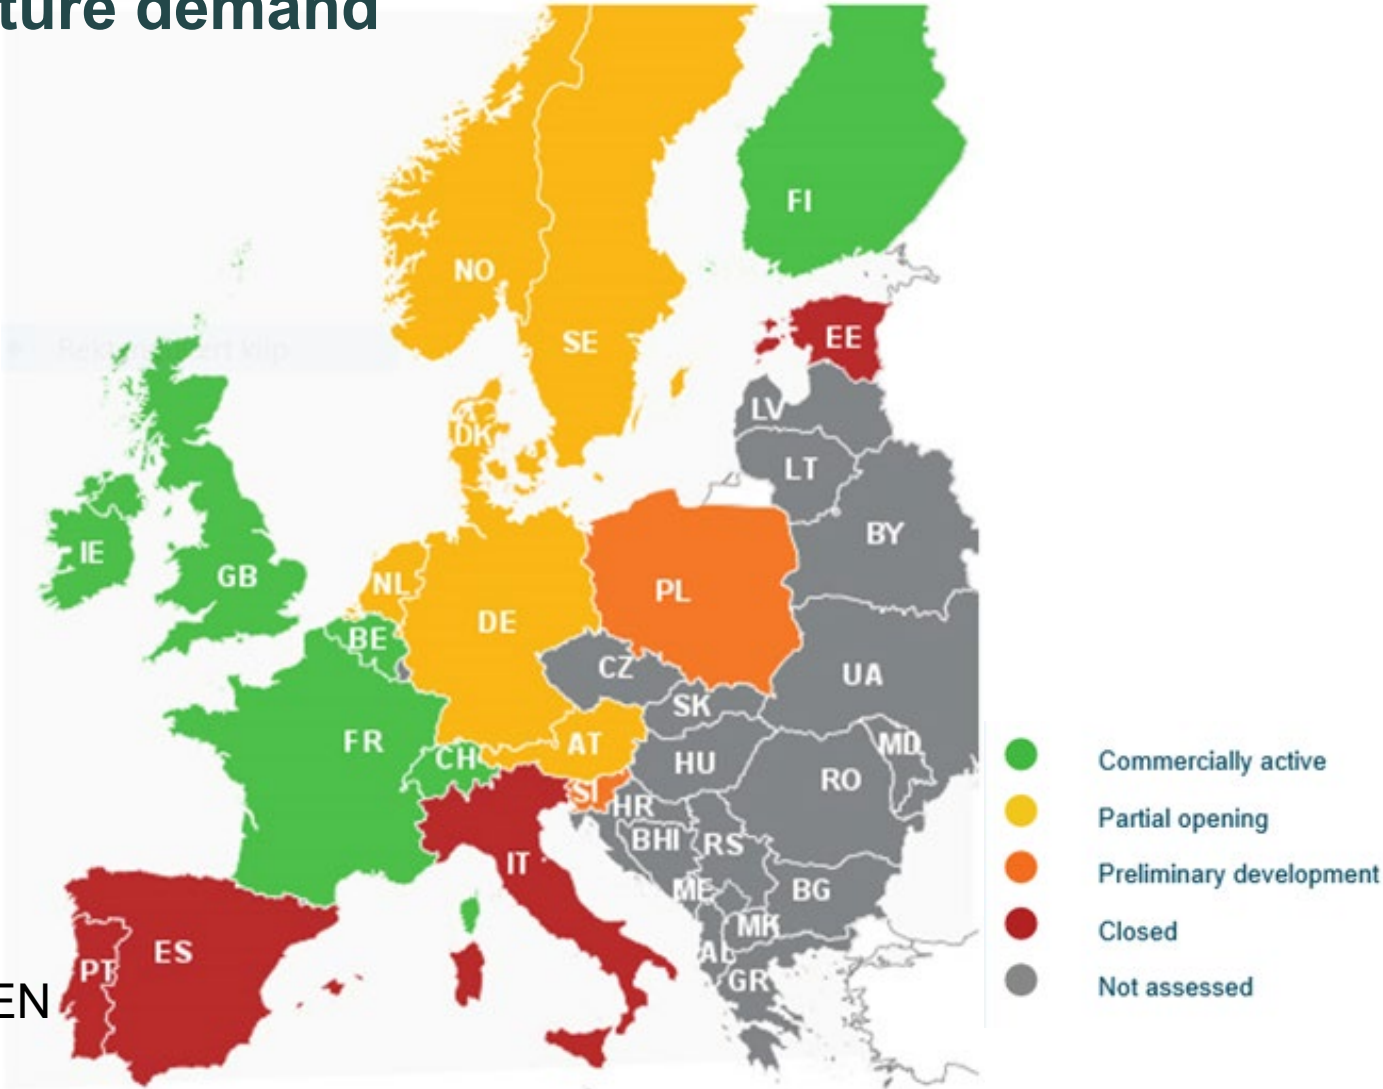 ture demand
FI
NO
SE
EE
DK
LV
LT
BY
IE
GB
NL
DE
PL
BE
CZ
UA
SK
FR
CH
AT
HU
MD
RO
SI
HR
BHI
RS
IT
ME
BG
MK
AL
GR
ES
PT
EN
Commercially active
Partial opening
Preliminary development
Closed
Not assessed